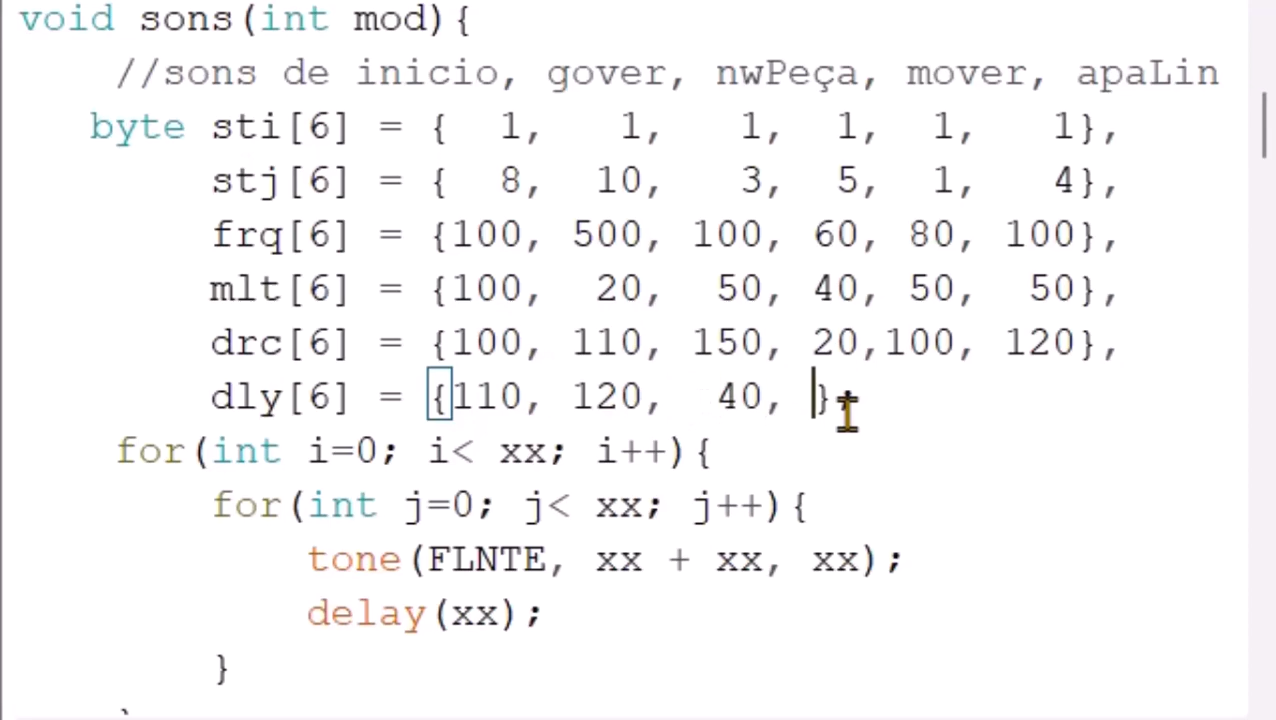 void sons(int mod){
//sons de inicio, gover, nwPeça, mover, apaLin
byte sti[6] = {  1,   1,    1,  1,  1,    1},
stj[6] = {  8,  10,    3,  5,  1,    4},
frq[6] = {100, 500, 100, 60, 80, 100},
mlt[6] = {100,  20,  50, 40, 50,  50},
drc[6] = {100, 110, 150, 20,100, 120},
dly[6] = {110, 120,  40, }
for(int i=0; i< xx; i++){
for(int j=0; j< xx; j++){
tone(FLNTE, xx + xx, xx);
delay(xx);
}
}